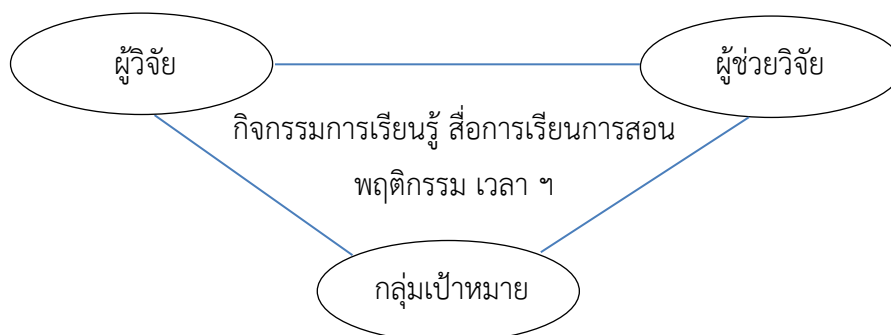 ผู้วิจัย
ผู้ช่วยวิจัย
กิจกรรมการเรียนรู้ สื่อการเรียนการสอน
พฤติกรรม เวลา ฯ
กลุ่มเป้าหมาย